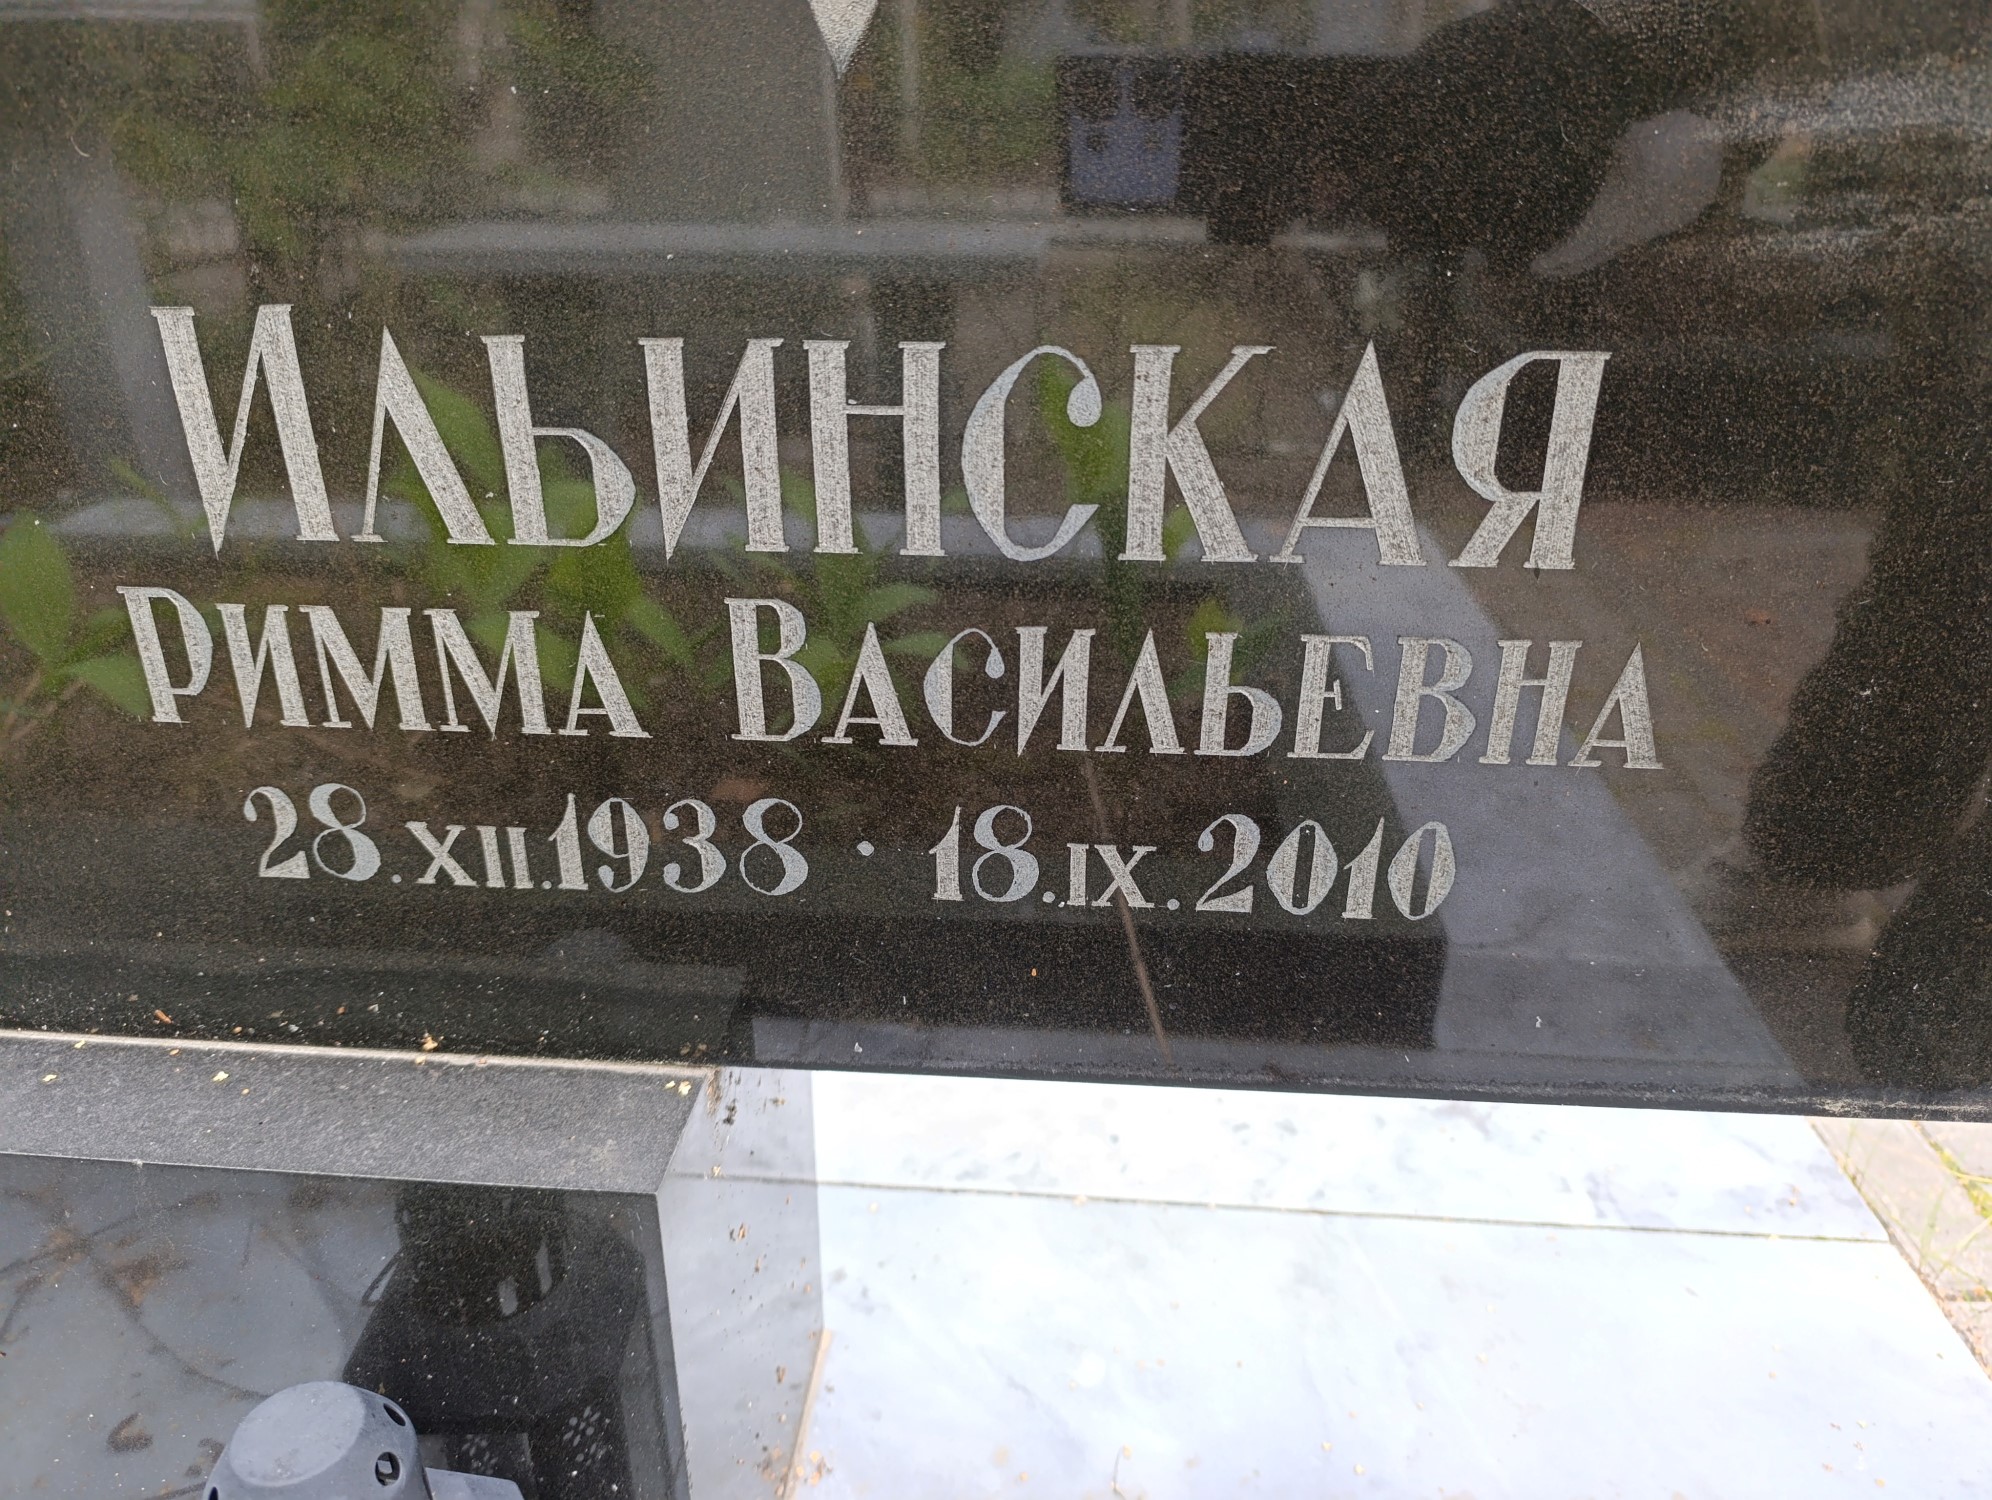 ИЛЬИНСКАЯ
РИММА ВАСИЛЬЕВНА
28.XII.1938 · 18.IX.2010